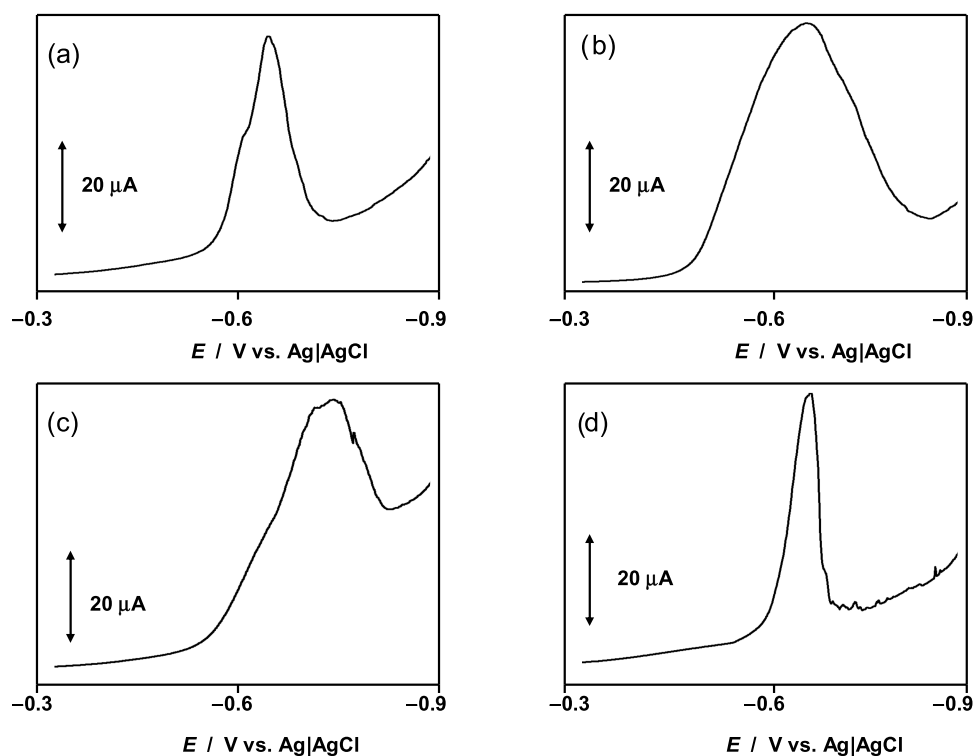 (a)
20 μA
−0.3 −0.6 −0.9
E / V vs. Ag|AgCl
(b)
20 μA
−0.3 −0.6 −0.9
E / V vs. Ag|AgCl
(c)
20 μA
−0.3 −0.6 −0.9
E / V vs. Ag|AgCl
(d)
20 μA
−0.3 −0.6 −0.9
E / V vs. Ag|AgCl